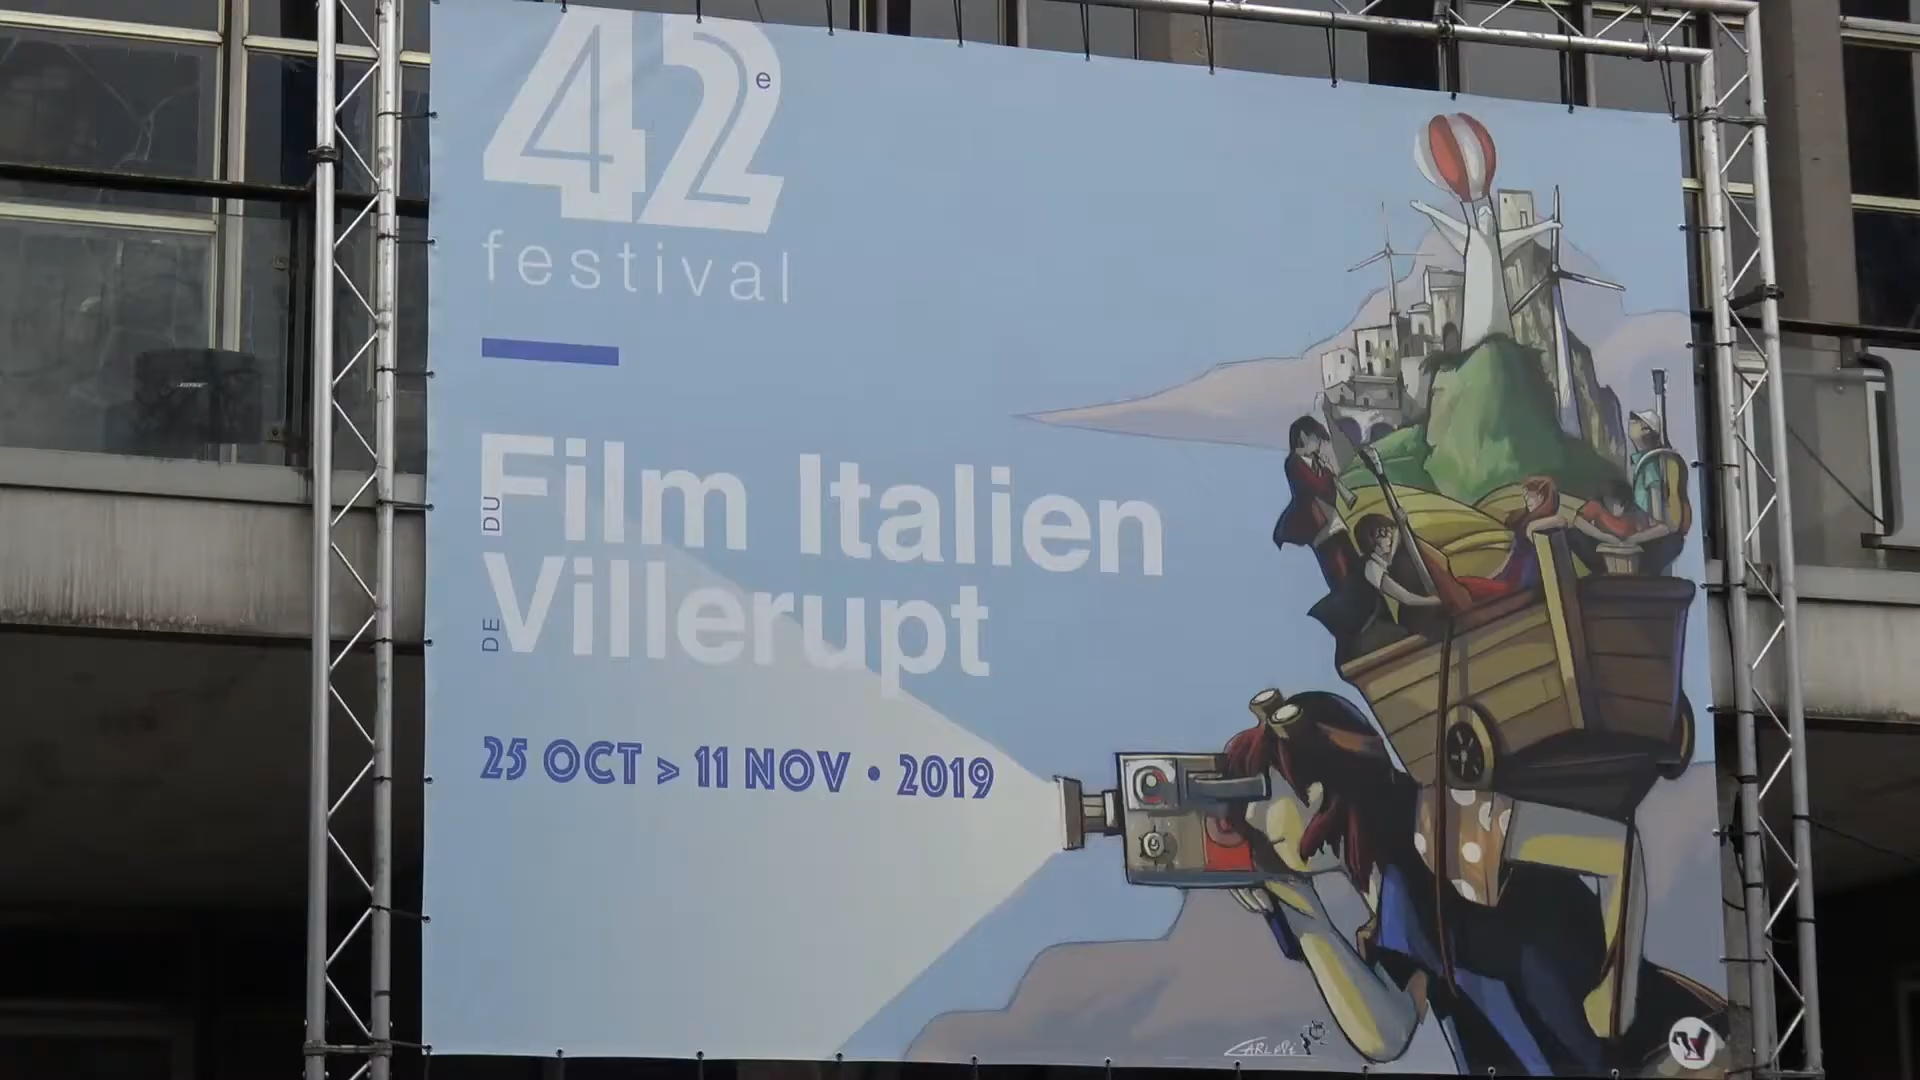 42e
festival
DU Film Italien
DE Villerupt
25 OCT > 11 NOV • 2019